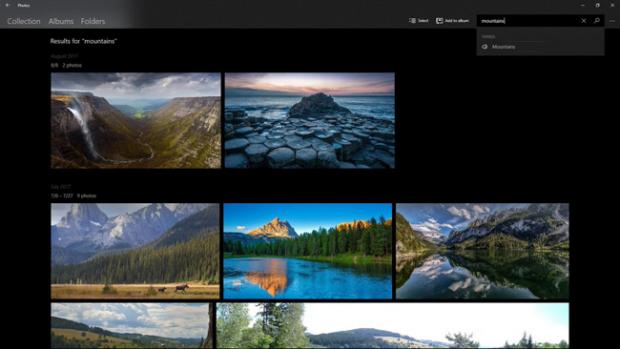 Photos
Collection Albums Folders
Select
Add to album
mountains
THINGS
Mountains
Results for "mountains"
August 2017
8/8 2 photos
July 2017
7/6 – 7/27 9 photos